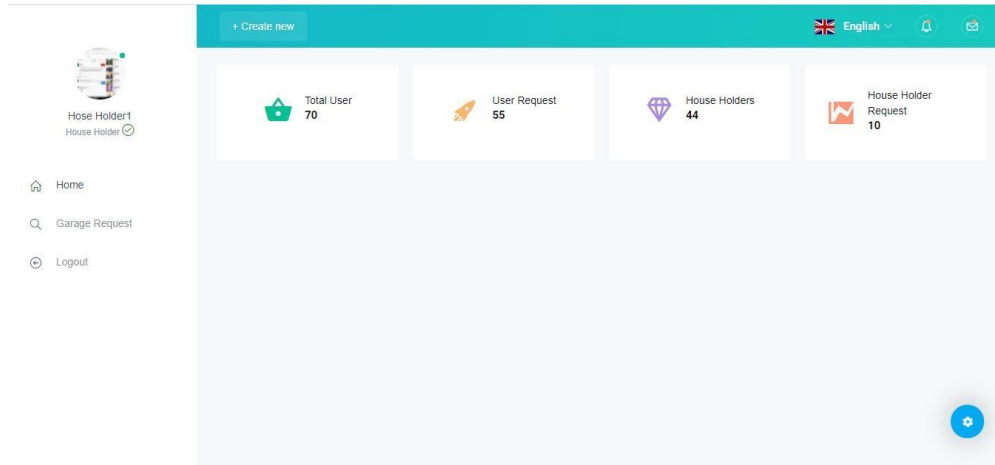 + Create new
English
Hose Holder1
House Holder
Home
Garage Request
Logout
Total User
70
User Request
55
House Holders
44
House Holder
Request
10